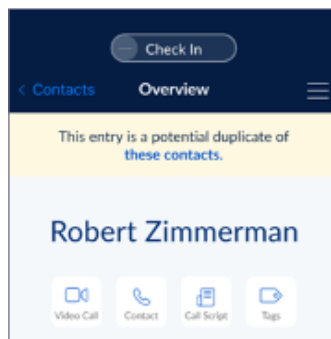 Check In
< Contacts Overview
This entry is a potential duplicate of
these contacts.
Robert Zimmerman
Video Call Contact Call Script Tags